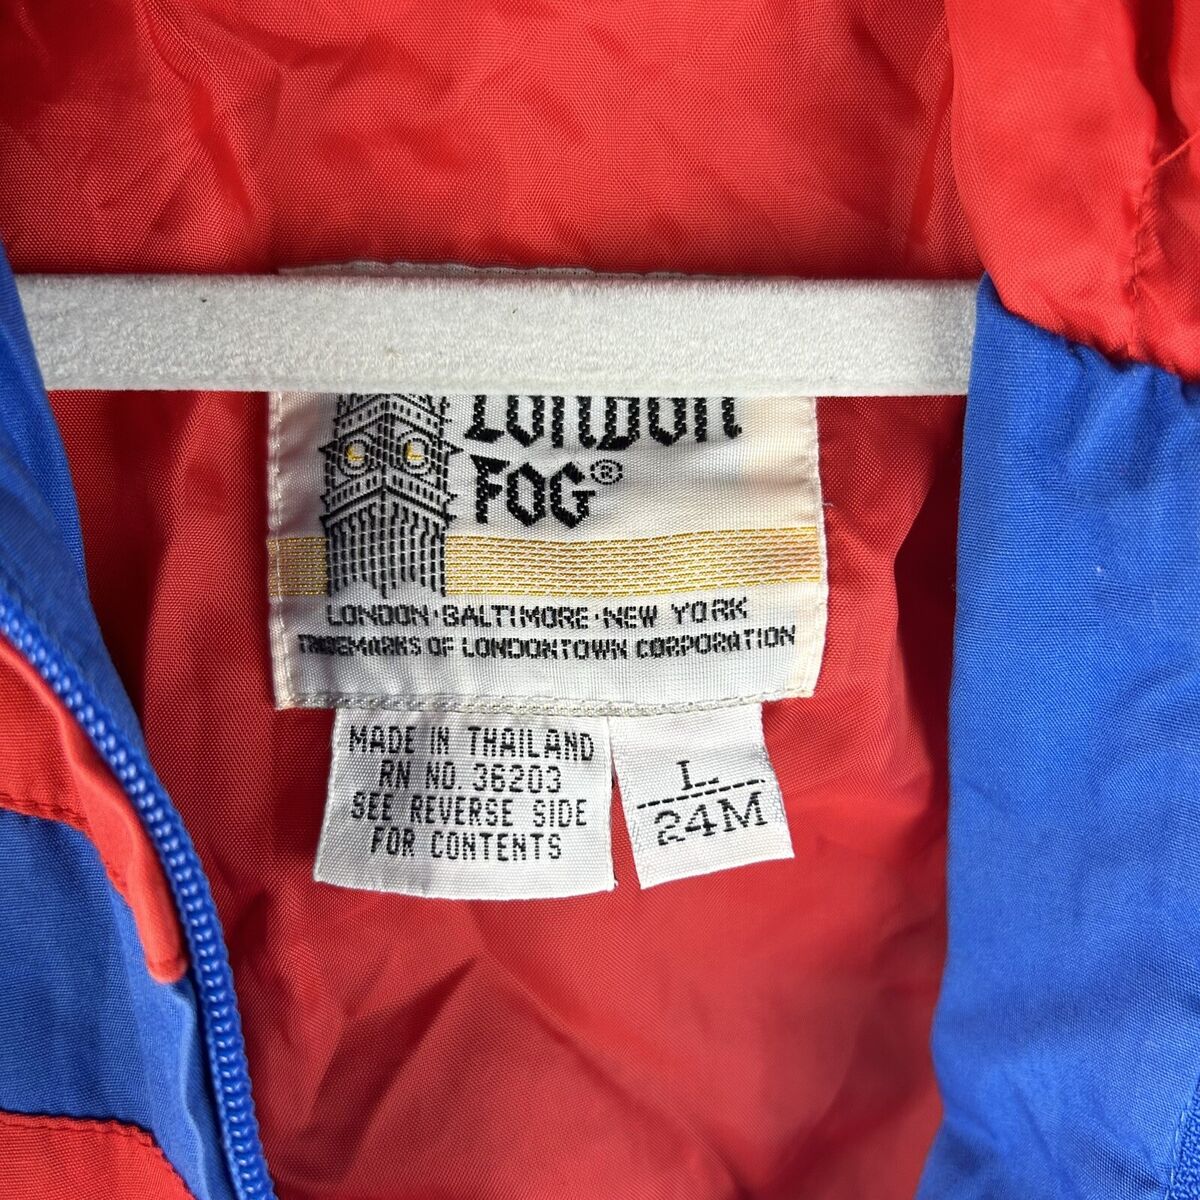 London
FOG®
LONDON·BALTIMORE·NEW YORK
TRADEMARKS OF LONDONTOWN CORPORATION
MADE IN THAILAND
RN NO. 36203
SEE REVERSE SIDE
FOR CONTENTS
L
24M